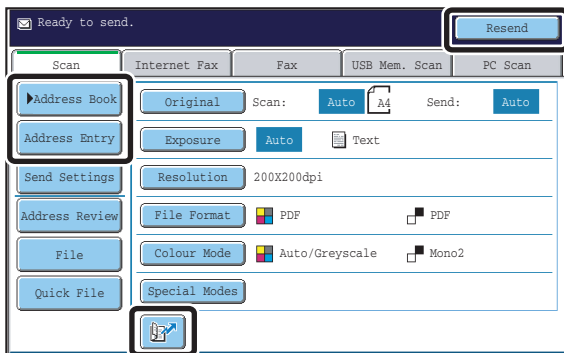 Ready to send.
Resend
Scan Internet Fax Fax USB Mem. Scan PC Scan
Address Book Original Scan: Auto A4 Send: Auto
Address Entry Exposure Auto Text
Send Settings Resolution 200X200dpi
Address Review File Format PDF PDF
File Colour Mode Auto/Greyscale Mono2
Quick File Special Modes